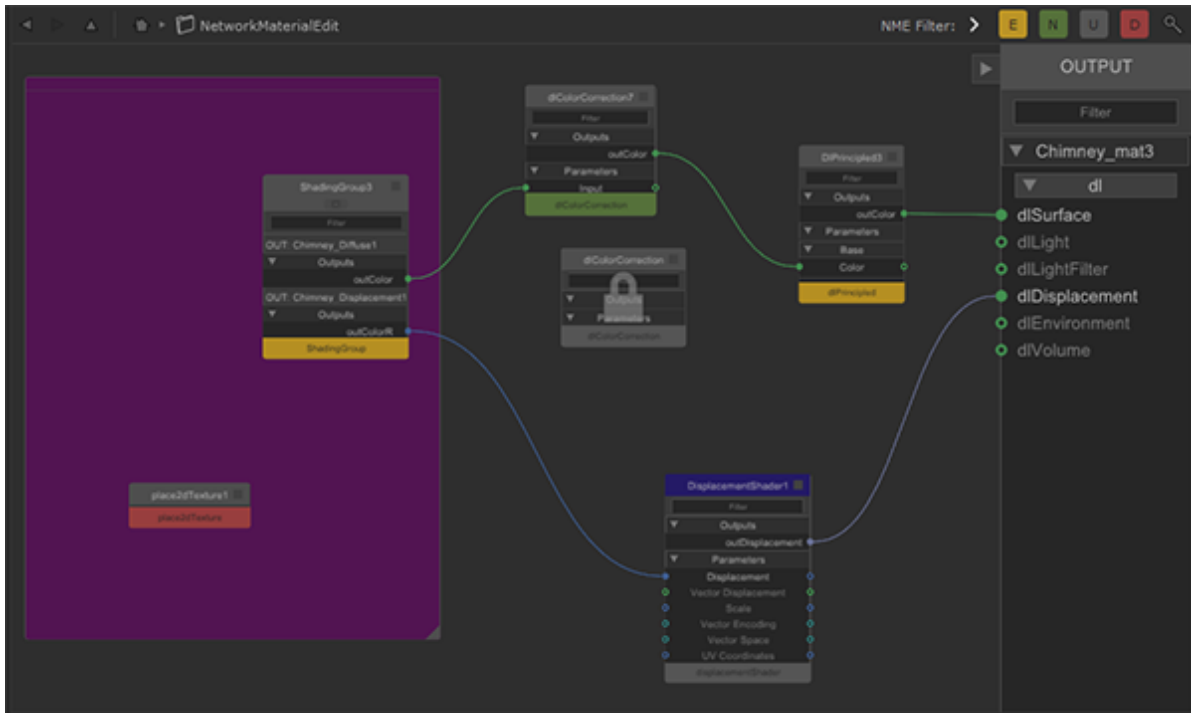 NetworkMaterialEdit
NME Filter:
E
N
U
D
OUTPUT
Filter
Chimney_mat3
dl
dlSurface
dlLight
dlLightFilter
dlDisplacement
dlEnvironment
dlVolume
dlColorCorrection7
Filter
Outputs
outColor
Parameters
Input
dlColorCorrection
DlPrincipled3
Filter
Outputs
outColor
Parameters
Base
Color
dlPrincipled
ShadingGroup3
Filter
OUT: Chimney_Diffuse1
Outputs
outColor
OUT: Chimney_Displacement1
Outputs
outColorR
ShadingGroup
dlColorCorrection
Outputs
Parameters
dlColorCorrection
place2dTexture1
place2dTexture
DisplacementShader1
Filter
Outputs
outDisplacement
Parameters
Displacement
Vector Displacement
Scale
Vector Encoding
Vector Space
UV Coordinates
displacementShader